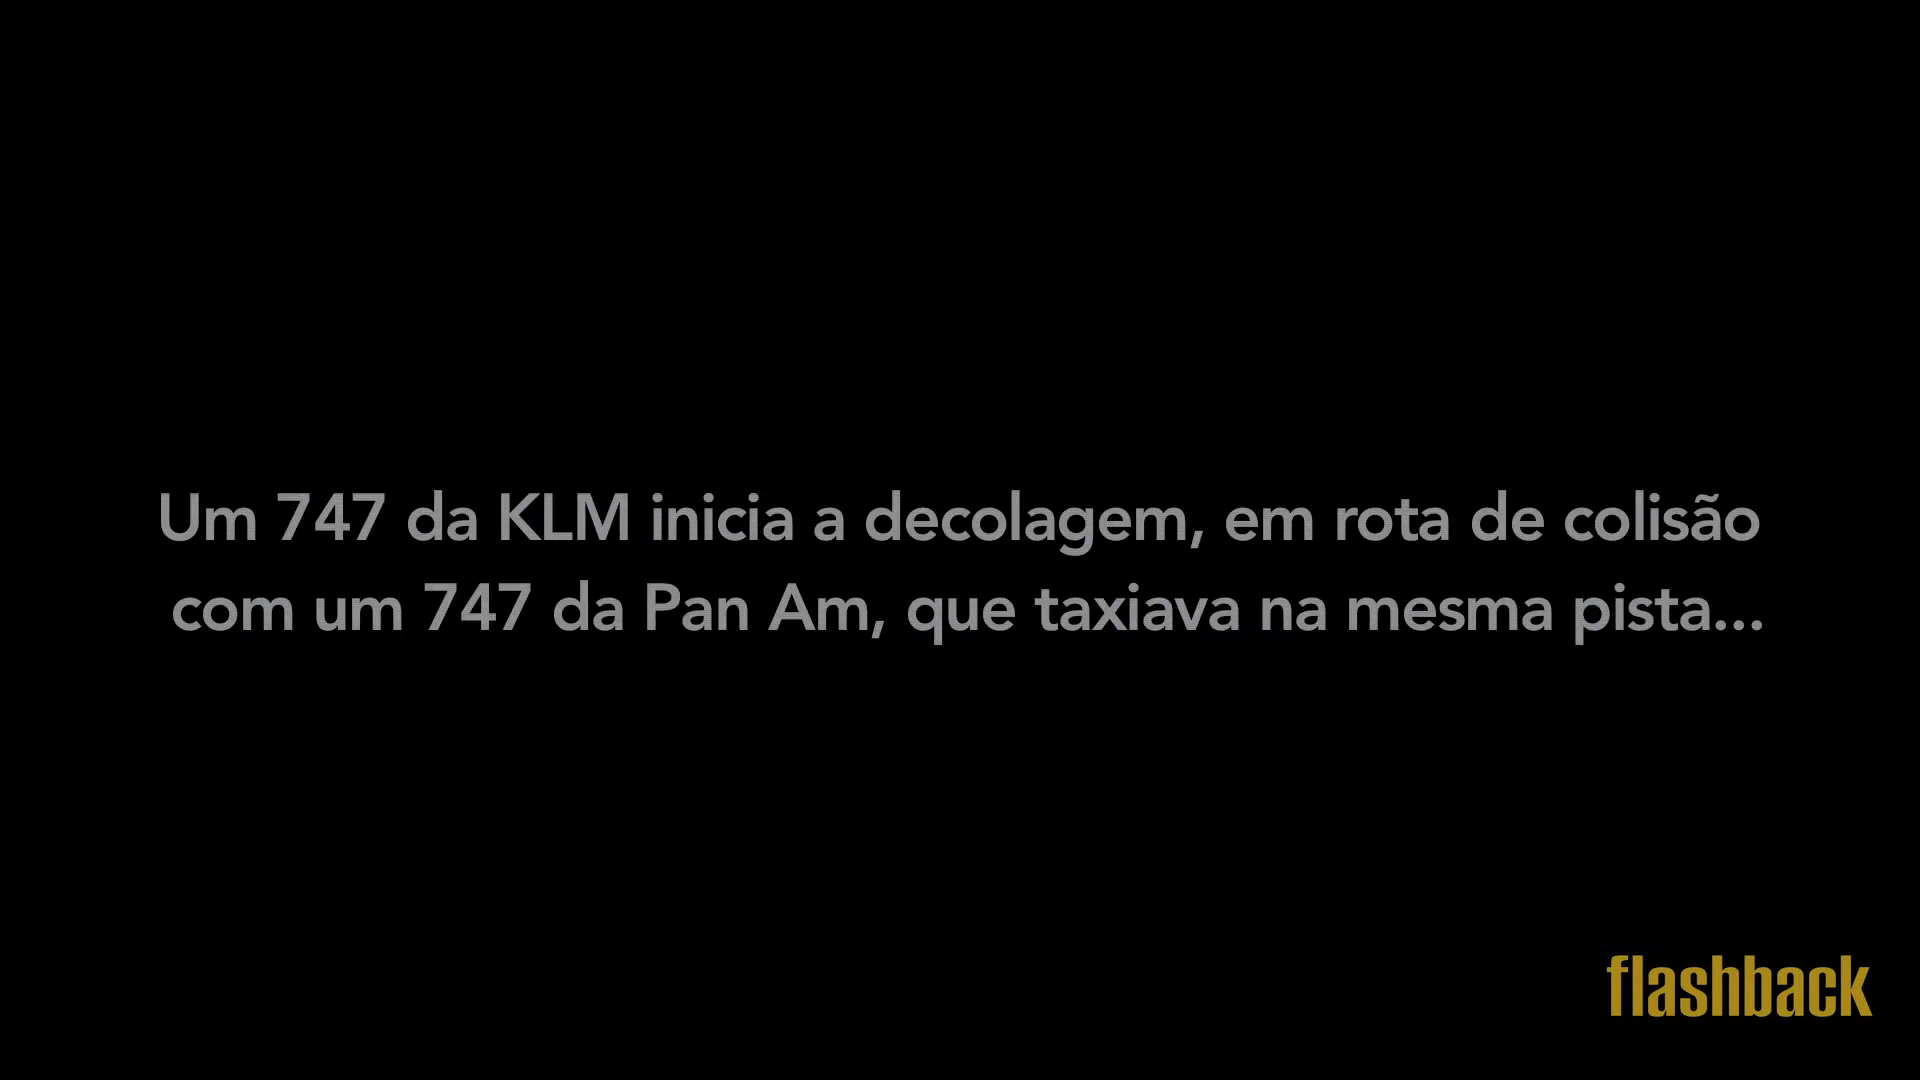 Um 747 da KLM inicia a decolagem, em rota de colisão
com um 747 da Pan Am, que taxiava na mesma pista...
flashback